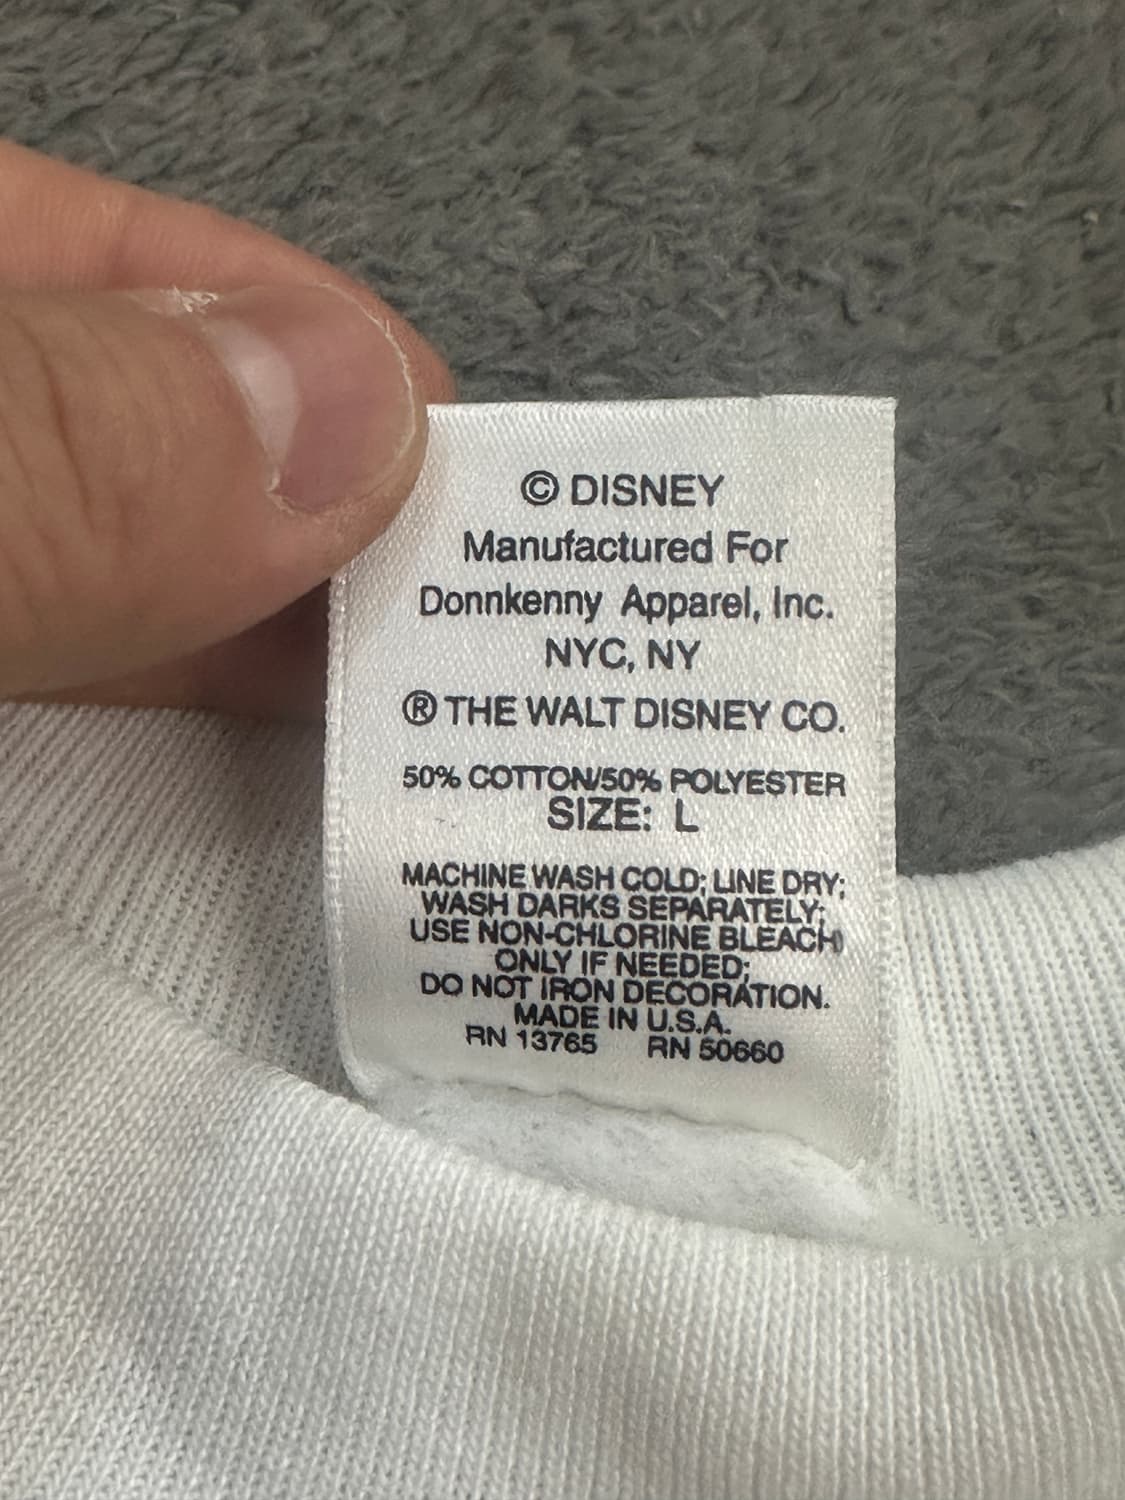 © DISNEY
Manufactured For
Donnkenny Apparel, Inc.
NYC, NY
® THE WALT DISNEY CO.
50% COTTON/50% POLYESTER
SIZE: L
MACHINE WASH COLD; LINE DRY;
WASH DARKS SEPARATELY;
USE NON-CHLORINE BLEACH
ONLY IF NEEDED;
DO NOT IRON DECORATION.
MADE IN U.S.A.
RN 13765 RN 50660